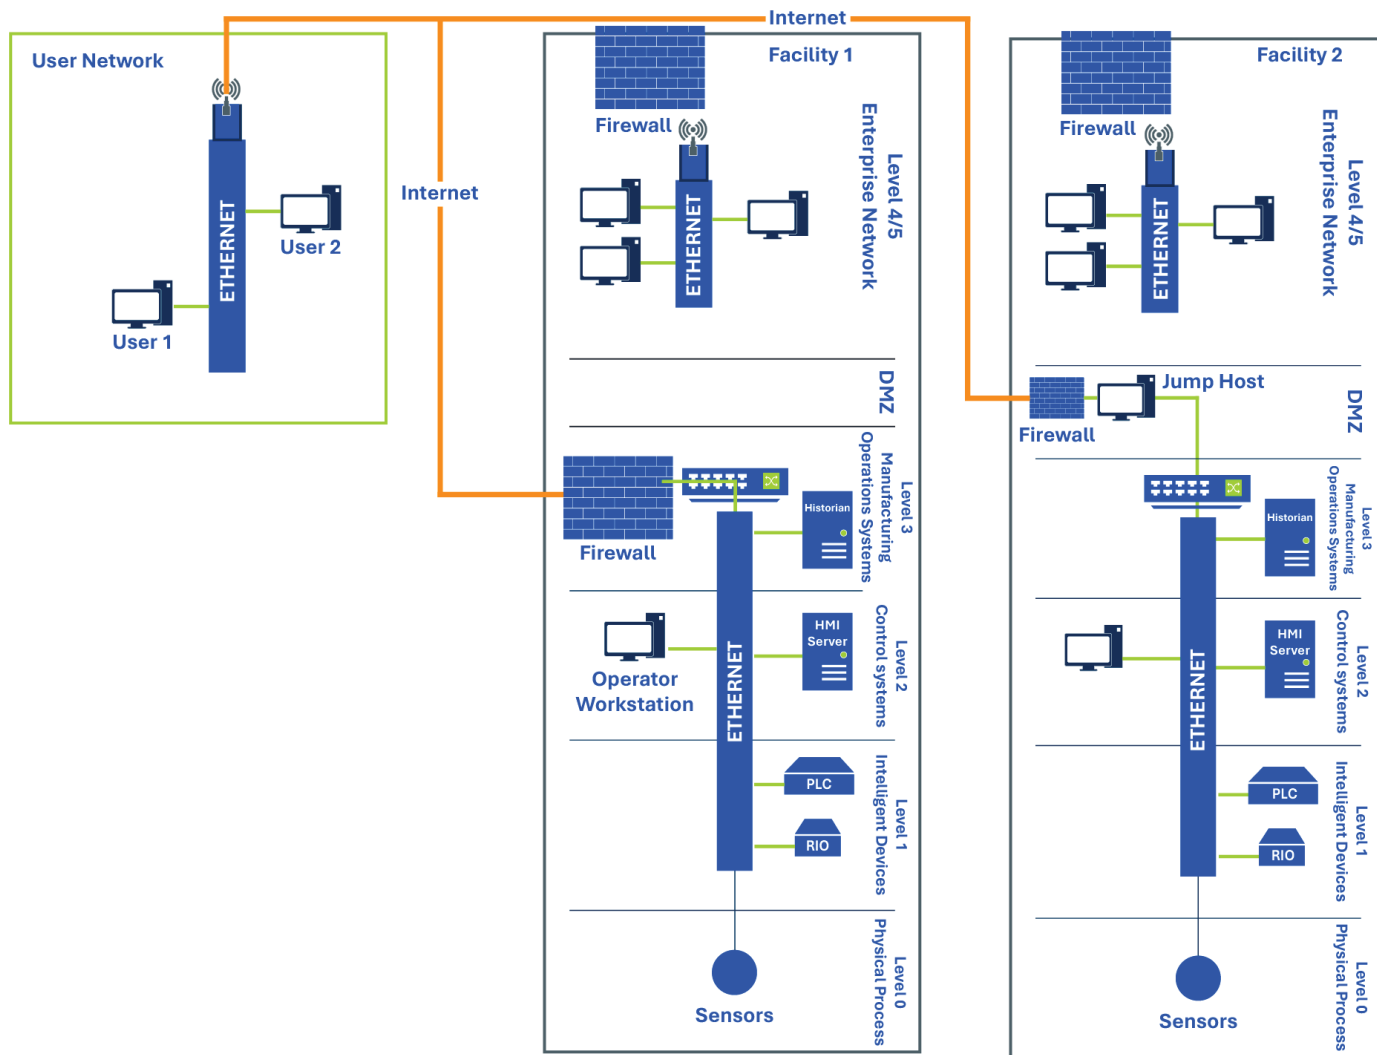 Internet
User Network
ETHERNET
User 2
User 1
Internet
Facility 1
Firewall
Level 4/5
Enterprise Network
ETHERNET
DMZ
Level 3
Manufacturing
Operations Systems
Firewall
Historian
Level 2
Control systems
HMI
Server
Operator
Workstation
ETHERNET
Level 1
Intelligent Devices
PLC
RIO
Level 0
Physical Process
Sensors
Facility 2
Firewall
Level 4/5
Enterprise Network
ETHERNET
Jump Host
DMZ
Firewall
Level 3
Manufacturing
Operations Systems
Historian
Level 2
Control systems
HMI
Server
ETHERNET
Level 1
Intelligent Devices
PLC
RIO
Level 0
Physical Process
Sensors